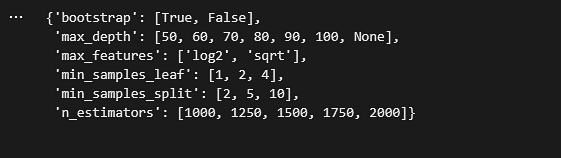 ... {'bootstrap': [True, False],
'max_depth': [50, 60, 70, 80, 90, 100, None],
'max_features': ['log2', 'sqrt'],
'min_samples_leaf': [1, 2, 4],
'min_samples_split': [2, 5, 10],
'n_estimators': [1000, 1250, 1500, 1750, 2000]}